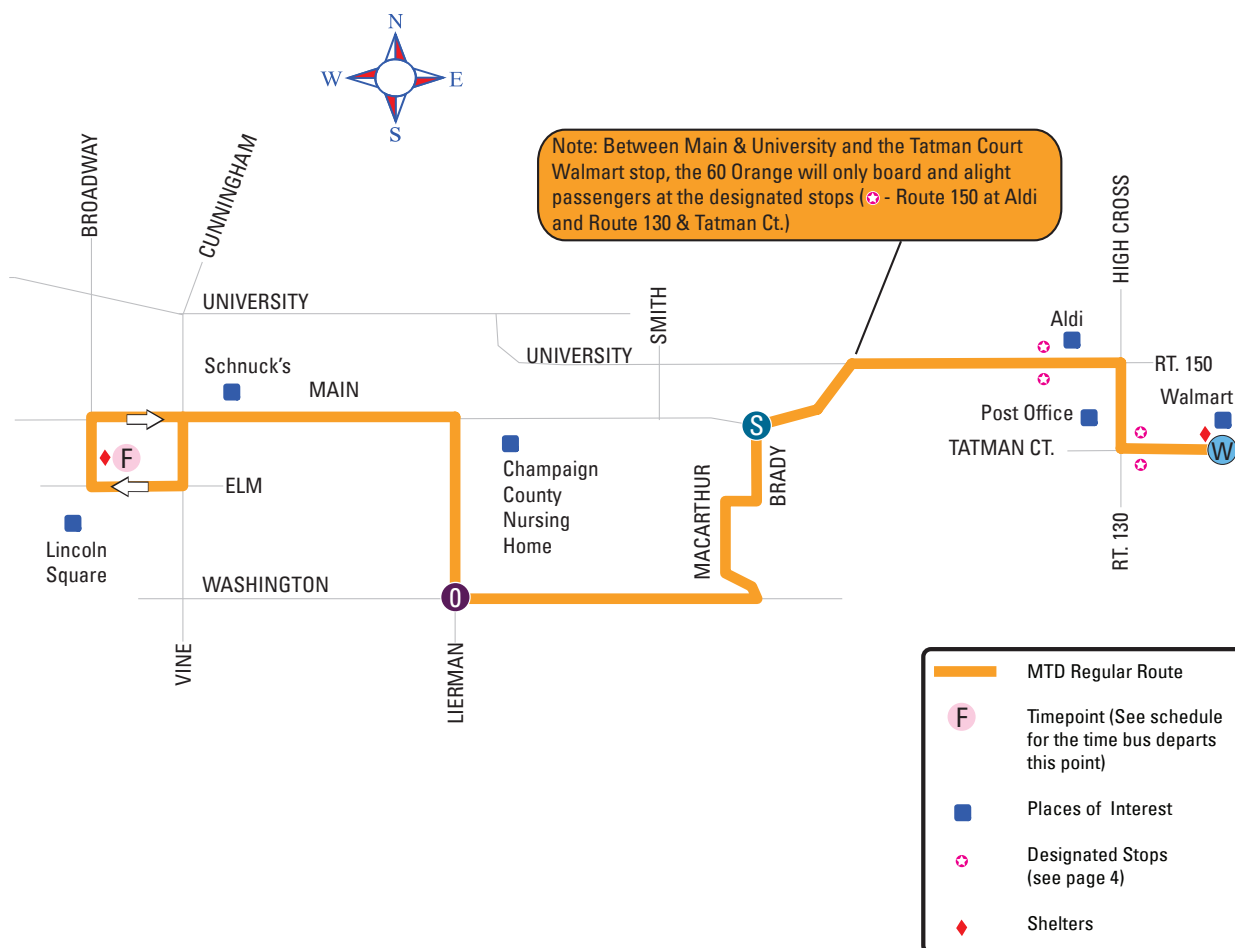 N
W
E
S
Note: Between Main & University and the Tatman Court
Walmart stop, the 60 Orange will only board and alight
passengers at the designated stops ( - Route 150 at Aldi
and Route 130 & Tatman Ct.)
BROADWAY
CUNNINGHAM
HIGH CROSS
UNIVERSITY
SMITH
Aldi
UNIVERSITY
RT. 150
Schnuck's
MAIN
Walmart
Post Office
S
F
TATMAN CT.
W
BRADY
Champaign
County
Nursing
Home
ELM
MACARTHUR
RT. 130
Lincoln
Square
WASHINGTON
O
VINE
LIERMAN
MTD Regular Route
F
Timepoint (See schedule
for the time bus departs
this point)
Places of Interest
Designated Stops
(see page 4)
Shelters